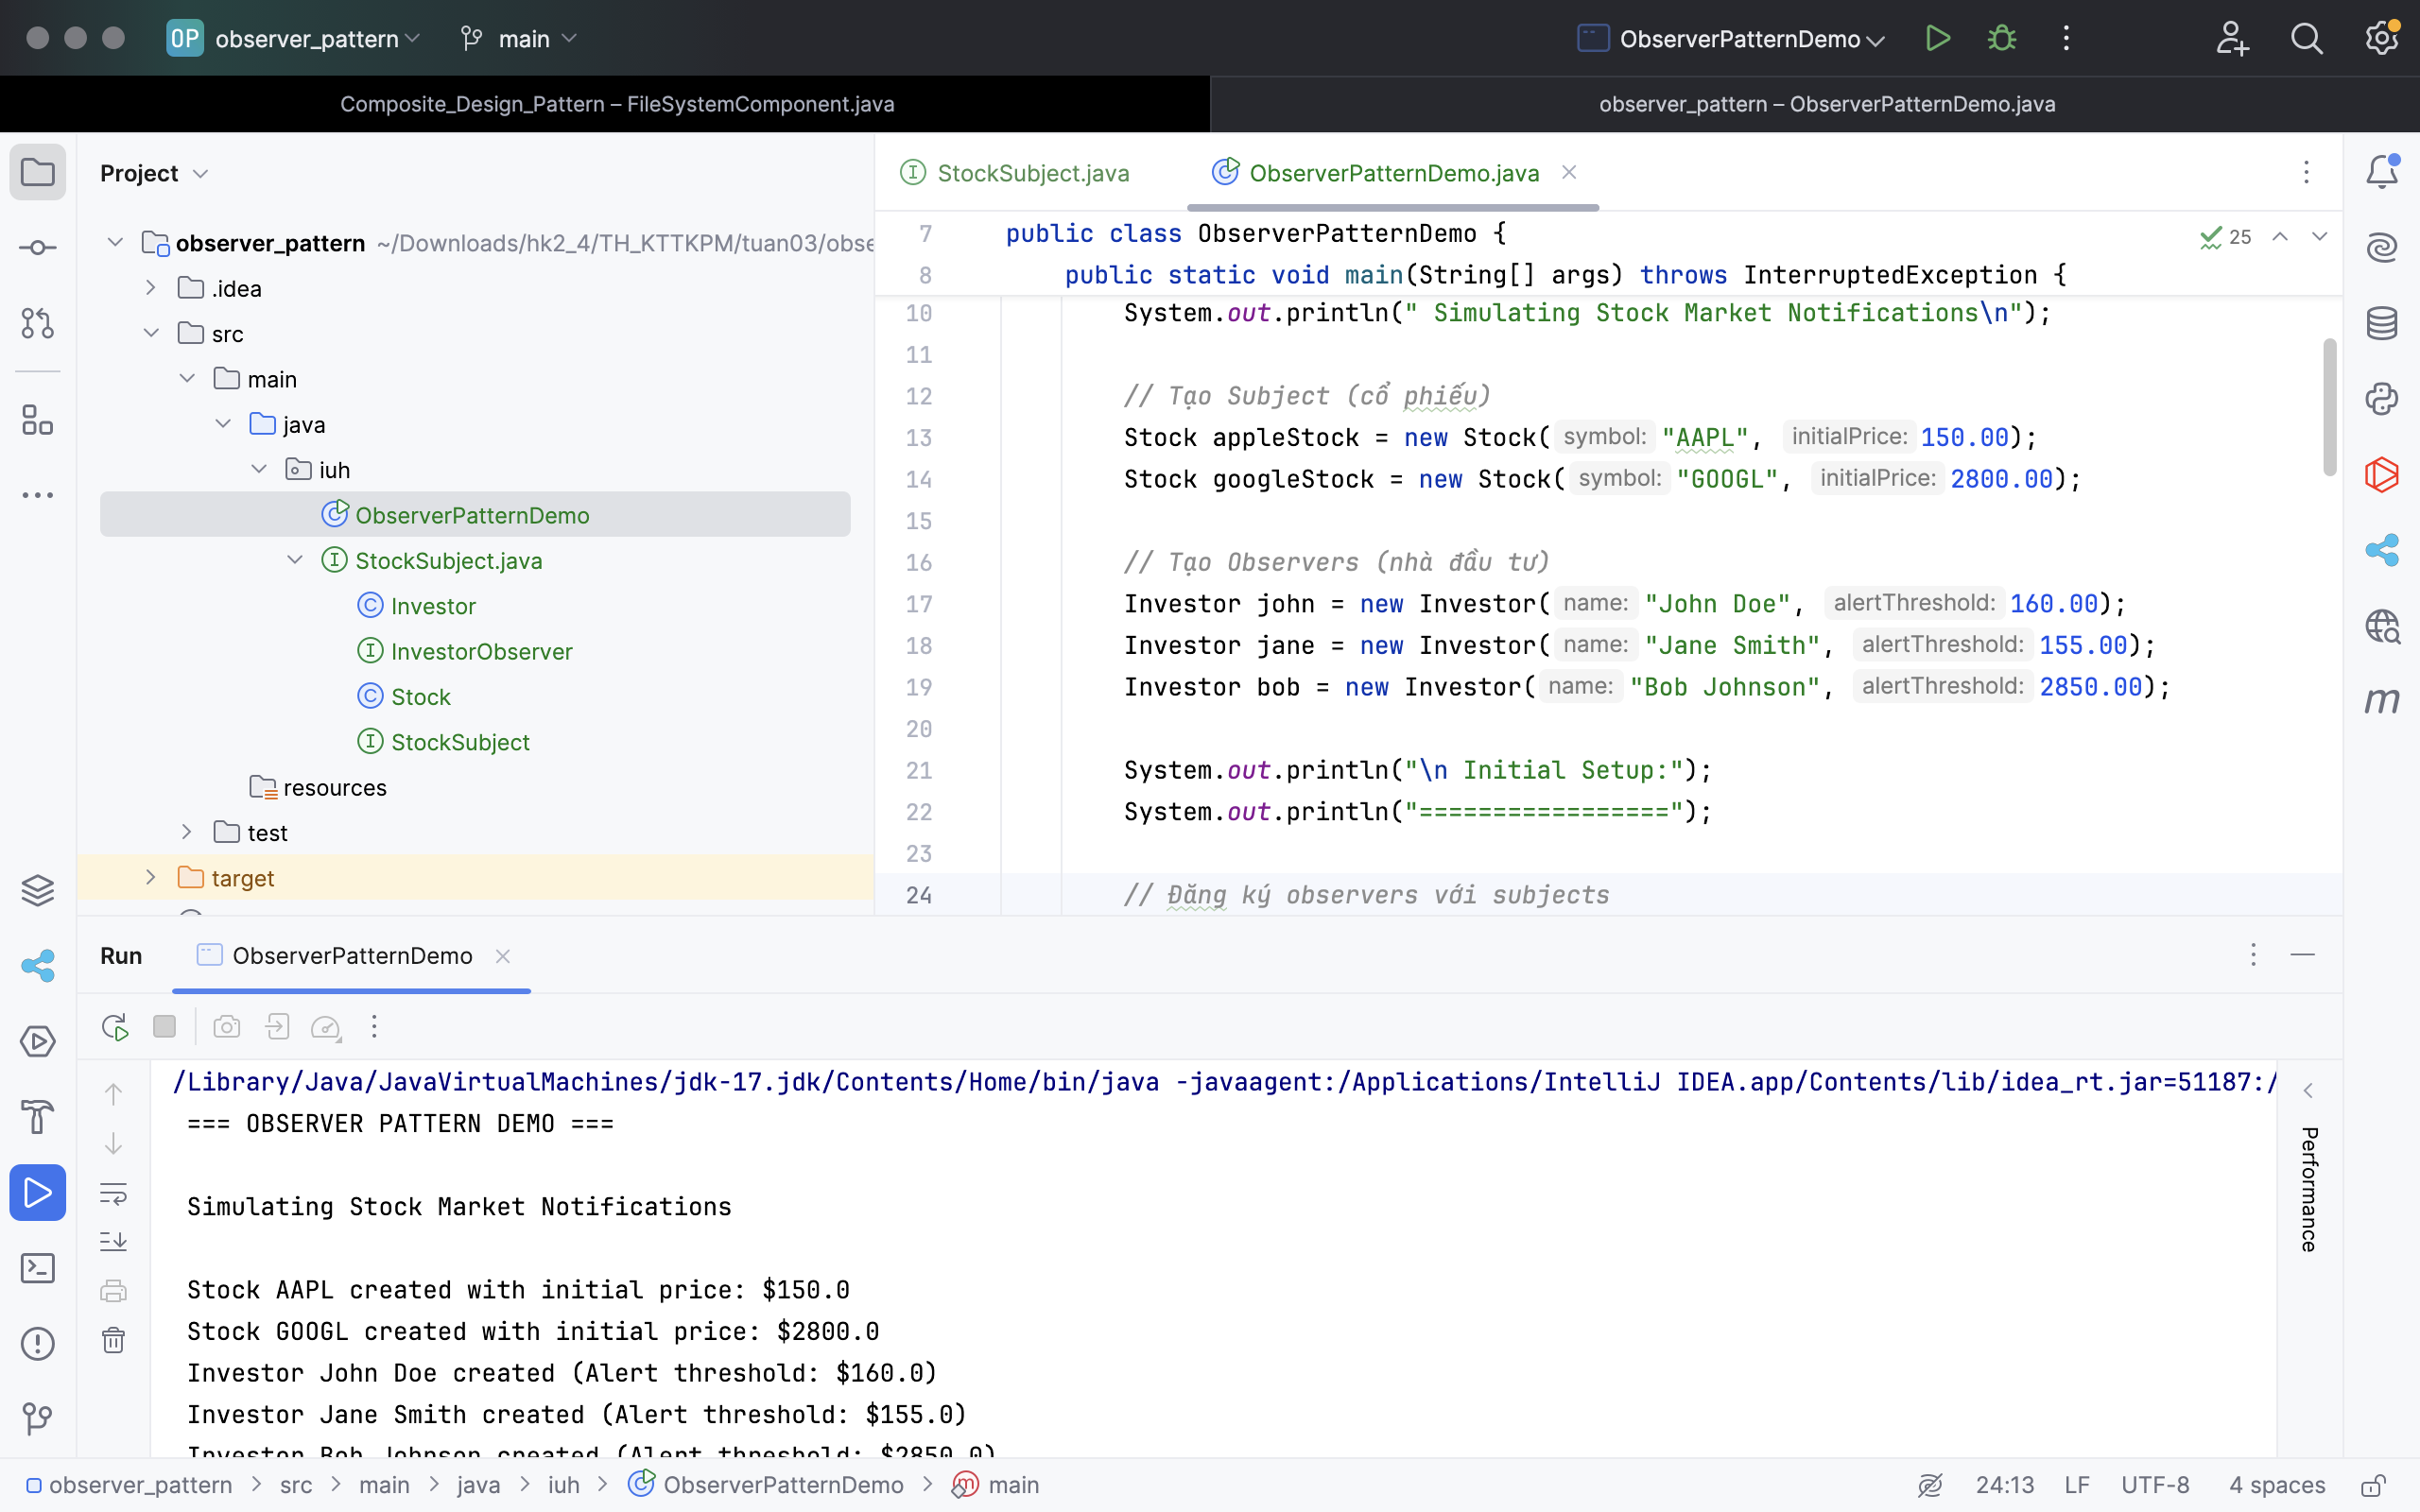 OP observer_pattern main ObserverPatternDemo
Composite_Design_Pattern – FileSystemComponent.java
observer_pattern – ObserverPatternDemo.java
Project
observer_pattern ~/Downloads/hk2_4/TH_KTTKPM/tuan03/obse
.idea
src
main
java
iuh
ObserverPatternDemo
StockSubject.java
Investor
InvestorObserver
Stock
StockSubject
resources
test
target
StockSubject.java ObserverPatternDemo.java
25
7 public class ObserverPatternDemo {
8 public static void main(String[] args) throws InterruptedException {
10 System.out.println(" Simulating Stock Market Notifications\n");
11
12 // Tạo Subject (cổ phiếu)
13 Stock appleStock = new Stock( symbol: "AAPL", initialPrice: 150.00);
14 Stock googleStock = new Stock( symbol: "GOOGL", initialPrice: 2800.00);
15
16 // Tạo Observers (nhà đầu tư)
17 Investor john = new Investor( name: "John Doe", alertThreshold: 160.00);
18 Investor jane = new Investor( name: "Jane Smith", alertThreshold: 155.00);
19 Investor bob = new Investor( name: "Bob Johnson", alertThreshold: 2850.00);
20
21 System.out.println("\n Initial Setup:");
22 System.out.println("=================");
23
24 // Đăng ký observers với subjects
Run ObserverPatternDemo
/Library/Java/JavaVirtualMachines/jdk-17.jdk/Contents/Home/bin/java -javaagent:/Applications/IntelliJ IDEA.app/Contents/lib/idea_rt.jar=51187:/
=== OBSERVER PATTERN DEMO ===
Simulating Stock Market Notifications
Stock AAPL created with initial price: $150.0
Stock GOOGL created with initial price: $2800.0
Investor John Doe created (Alert threshold: $160.0)
Investor Jane Smith created (Alert threshold: $155.0)
Investor Bob Johnson created (Alert threshold: $2850.0)
Performance
observer_pattern > src > main > java > iuh > ObserverPatternDemo > main
24:13 LF UTF-8 4 spaces